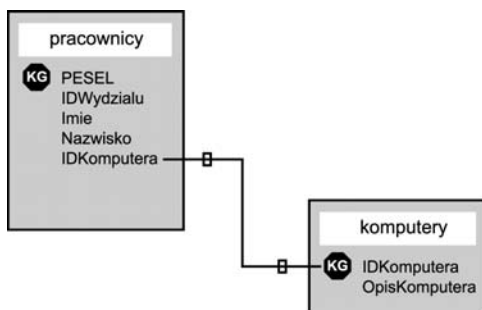 pracownicy
KG PESEL
IDWydzialu
Imie
Nazwisko
IDKomputera
komputery
KG IDKomputera
OpisKomputera